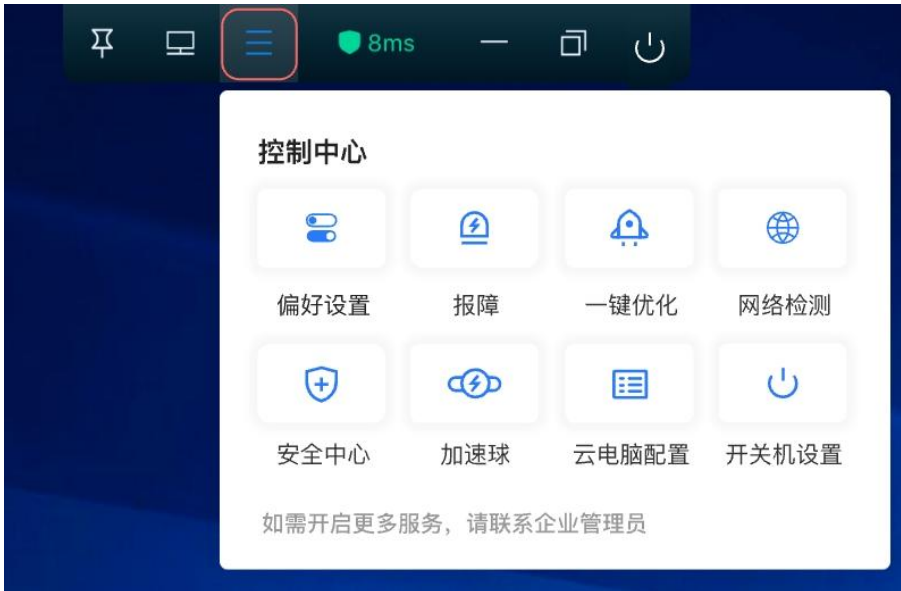 8ms
控制中心
偏好设置 报障 一键优化 网络检测
安全中心 加速球 云电脑配置 开关机设置
如需开启更多服务，请联系企业管理员